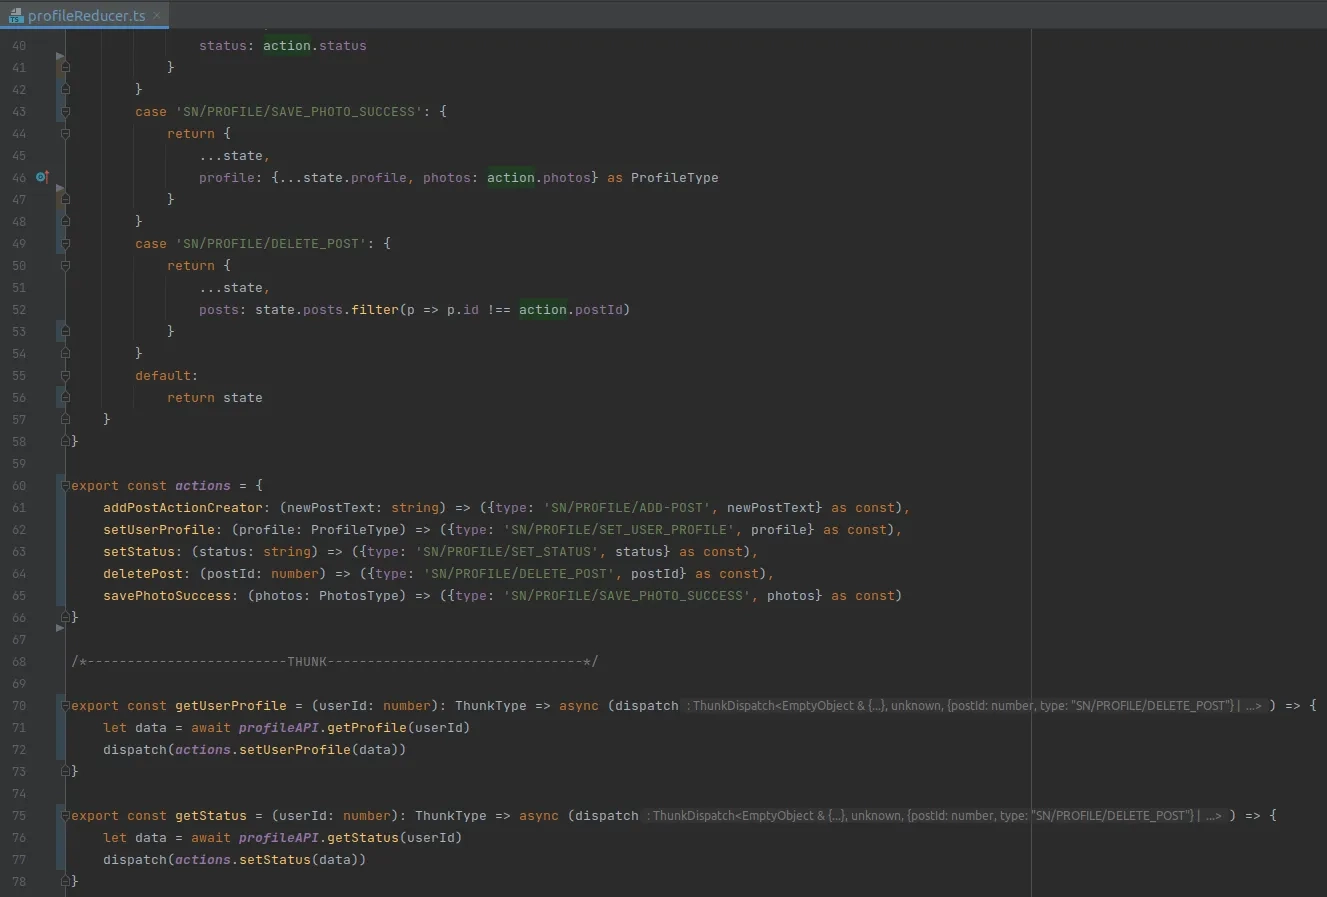 profileReducer.ts
40 status: action.status
41 }
42 }
43 case 'SN/PROFILE/SAVE_PHOTO_SUCCESS': {
44 return {
45 ...state,
46 profile: {...state.profile, photos: action.photos} as ProfileType
47 }
48 }
49 case 'SN/PROFILE/DELETE_POST': {
50 return {
51 ...state,
52 posts: state.posts.filter(p => p.id !== action.postId)
53 }
54 }
55 default:
56 return state
57 }
58 }
59
60 export const actions = {
61 addPostActionCreator: (newPostText: string) => ({type: 'SN/PROFILE/ADD-POST', newPostText} as const),
62 setUserProfile: (profile: ProfileType) => ({type: 'SN/PROFILE/SET_USER_PROFILE', profile} as const),
63 setStatus: (status: string) => ({type: 'SN/PROFILE/SET_STATUS', status} as const),
64 deletePost: (postId: number) => ({type: 'SN/PROFILE/DELETE_POST', postId} as const),
65 savePhotoSuccess: (photos: PhotosType) => ({type: 'SN/PROFILE/SAVE_PHOTO_SUCCESS', photos} as const)
66 }
67
68 /*-------------------------THUNK--------------------------------*/
69
70 export const getUserProfile = (userId: number): ThunkType => async (dispatch : ThunkDispatch<EmptyObject & {...}, unknown, {postId: number, type: "SN/PROFILE/DELETE_POST"} | ...> ) => {
71 let data = await profileAPI.getProfile(userId)
72 dispatch(actions.setUserProfile(data))
73 }
74
75 export const getStatus = (userId: number): ThunkType => async (dispatch : ThunkDispatch<EmptyObject & {...}, unknown, {postId: number, type: "SN/PROFILE/DELETE_POST"} | ...> ) => {
76 let data = await profileAPI.getStatus(userId)
77 dispatch(actions.setStatus(data))
78 }